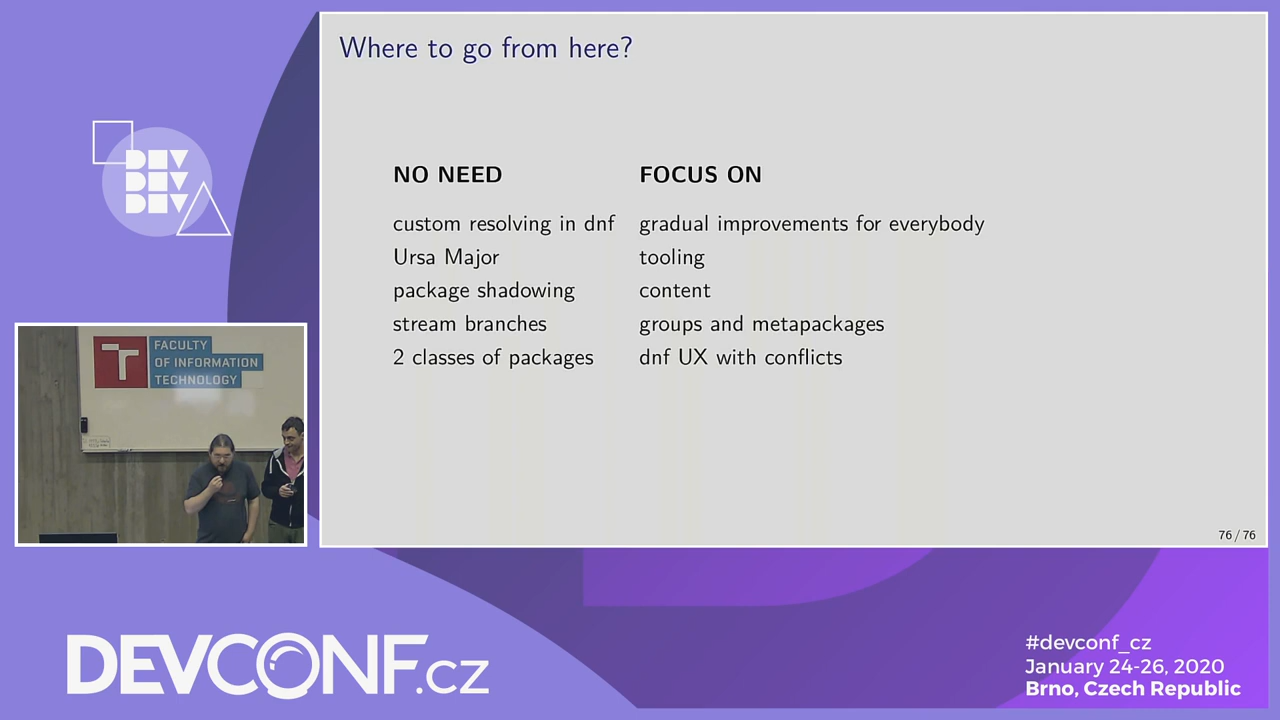 Where to go from here?
NO NEED FOCUS ON
custom resolving in dnf gradual improvements for everybody
Ursa Major tooling
package shadowing content
stream branches groups and metapackages
2 classes of packages dnf UX with conflicts
76 / 76
DEV
DEV
DEV
FACULTY
OF INFORMATION
TECHNOLOGY
DEVCONF.cz
#devconf_cz
January 24-26, 2020
Brno, Czech Republic